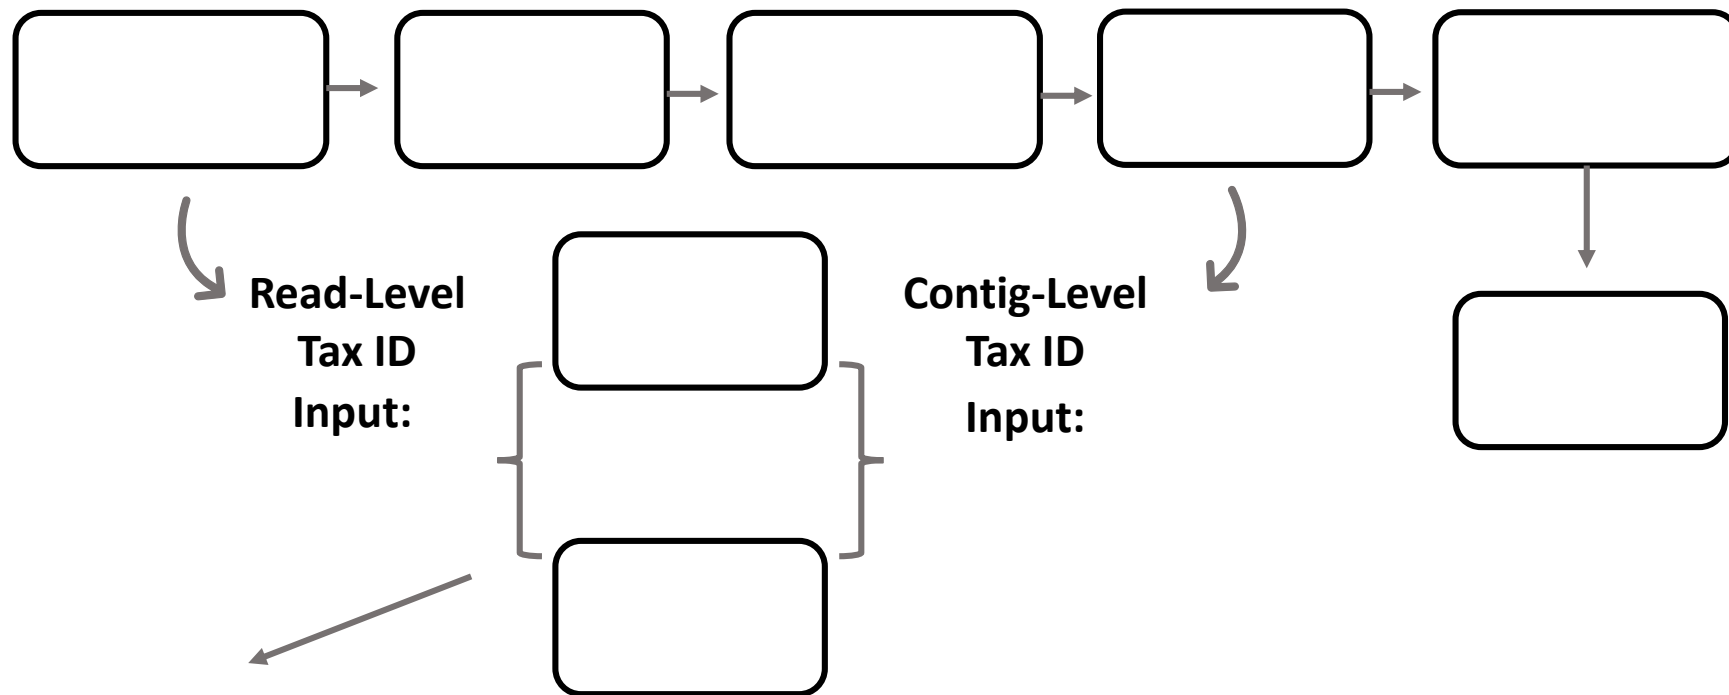 Read-Level
Tax ID
Input:
Contig-Level
Tax ID
Input: